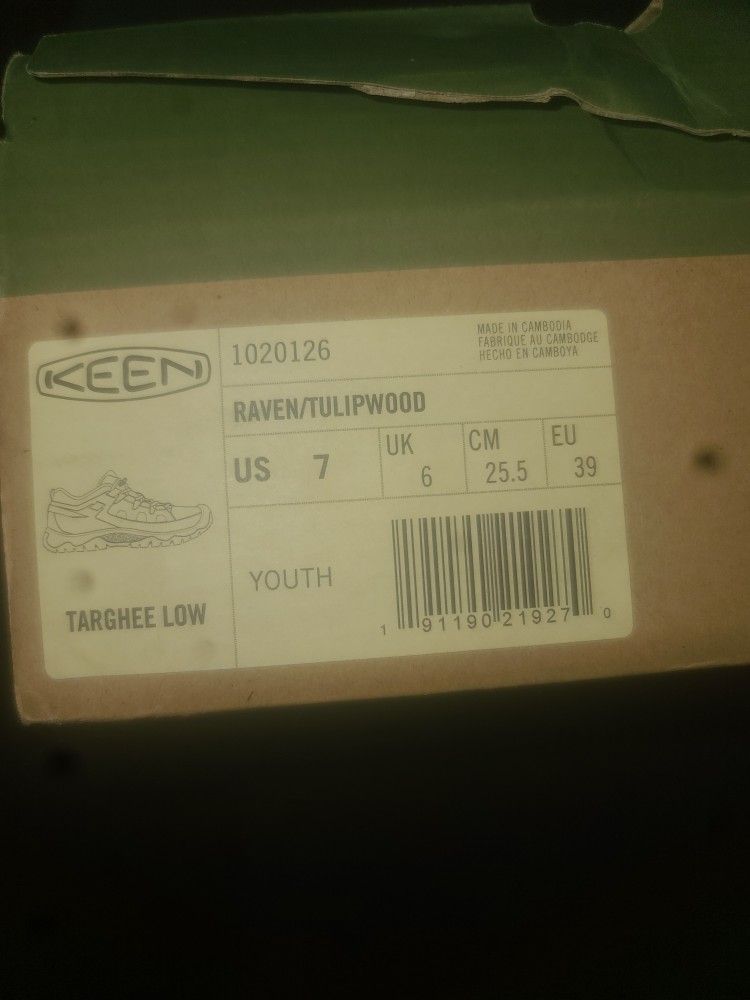 KEEN
1020126
MADE IN CAMBODIA
FABRIQUE AU CAMBODGE
HECHO EN CAMBOYA
RAVEN/TULIPWOOD
US 7
UK 6
CM 25.5
EU 39
YOUTH
TARGHEE LOW
1 91190 21927 0